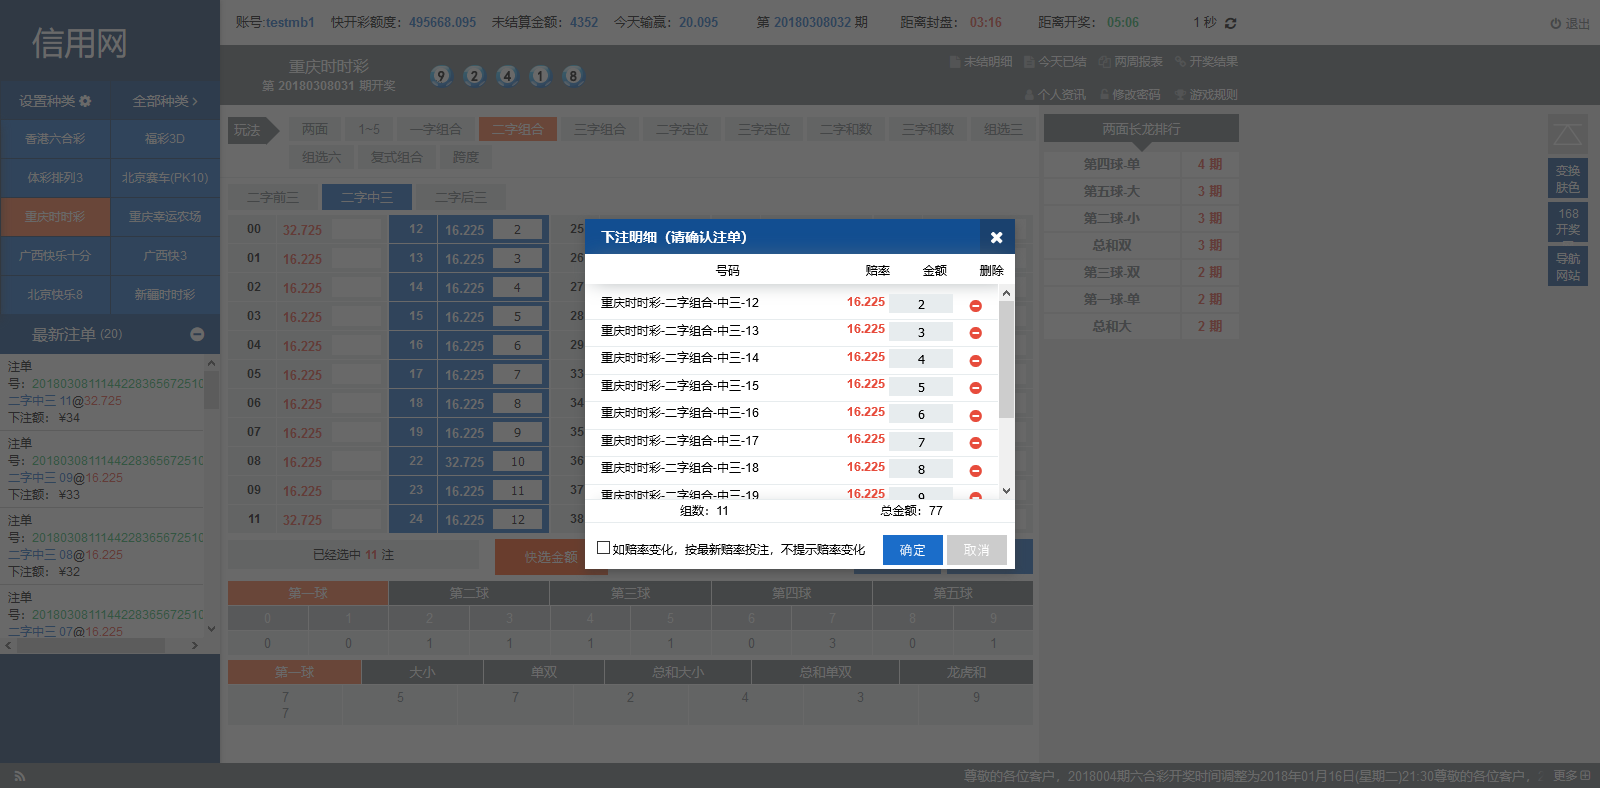 账号:testmb1 快开彩额度：495668.095 未结算金额：4352 今天输赢：20.095 第 20180308032 期 距离封盘：03:16 距离开奖：05:06 1 秒 退出
信用网
重庆时时彩
第 20180308031 期开奖
9 2 4 1 8
未结明细 今天已结 两周报表 开奖结果
个人资讯 修改密码 游戏规则
设置种类 全部种类
香港六合彩 福彩3D
体彩排列3 北京赛车(PK10)
重庆时时彩 重庆幸运农场
广西快乐十分 广西快3
北京快乐8 新疆时时彩
最新注单 (20)
注单
号：2018030811144228365672510
二字中三 11@32.725
下注额： ¥34
注单
号：2018030811144228365672510
二字中三 09@16.225
下注额： ¥33
注单
号：2018030811144228365672510
二字中三 08@16.225
下注额： ¥32
注单
号：2018030811144228365672510
二字中三 07@16.225
玩法 两面 1~5 一字组合 二字组合 三字组合 二字定位 三字定位 二字和数 三字和数 组选三
组选六 复式组合 跨度
二字前三 二字中三 二字后三
00 32.725 12 16.225 2 25
01 16.225 13 16.225 3 26
02 16.225 14 16.225 4 27
03 16.225 15 16.225 5 28
04 16.225 16 16.225 6 29
05 16.225 17 16.225 7 33
06 16.225 18 16.225 8 34
07 16.225 19 16.225 9 35
08 16.225 22 32.725 10 36
09 16.225 23 16.225 11 37
11 32.725 24 16.225 12 38
已经选中 11 注 快选金额
下注明细（请确认注单）
号码 赔率 金额 删除
重庆时时彩-二字组合-中三-12 16.225 2
重庆时时彩-二字组合-中三-13 16.225 3
重庆时时彩-二字组合-中三-14 16.225 4
重庆时时彩-二字组合-中三-15 16.225 5
重庆时时彩-二字组合-中三-16 16.225 6
重庆时时彩-二字组合-中三-17 16.225 7
重庆时时彩-二字组合-中三-18 16.225 8
重庆时时彩-二字组合-中三-19 16.225 9
组数：11 总金额：77
如赔率变化，按最新赔率投注，不提示赔率变化 确定 取消
第一球 第二球 第三球 第四球 第五球
0 1 2 3 4 5 6 7 8 9
0 0 1 1 1 1 0 3 0 1
第一球 大小 单双 总和大小 总和单双 龙虎和
7 5 7 2 4 3 9
7
两面长龙排行
第四球-单 4 期
第五球-大 3 期
第二球-小 3 期
总和双 3 期
第三球-双 2 期
第一球-单 2 期
总和大 2 期
变换
肤色
168
开奖
导航
网站
尊敬的各位客户，2018004期六合彩开奖时间调整为2018年01月16日(星期二)21:30尊敬的各位客户， 更多